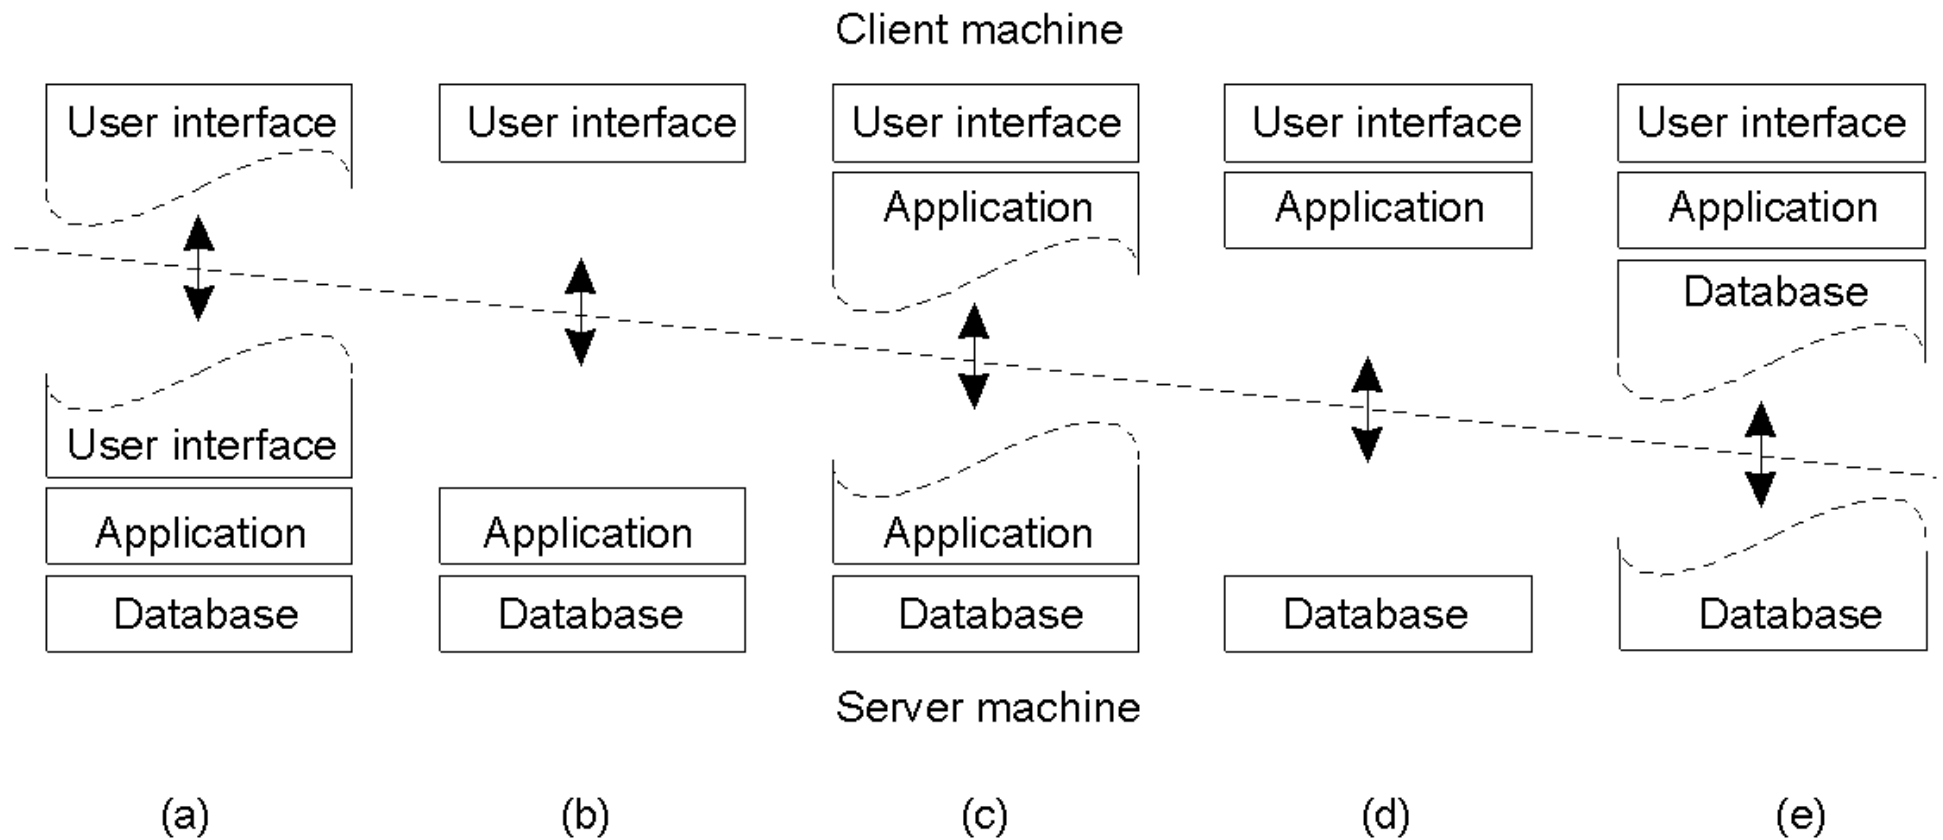 Client machine
User interface User interface User interface User interface User interface
Application Application Application
Database
User interface
Application Application Application
Database Database Database Database Database
Server machine
(a) (b) (c) (d) (e)